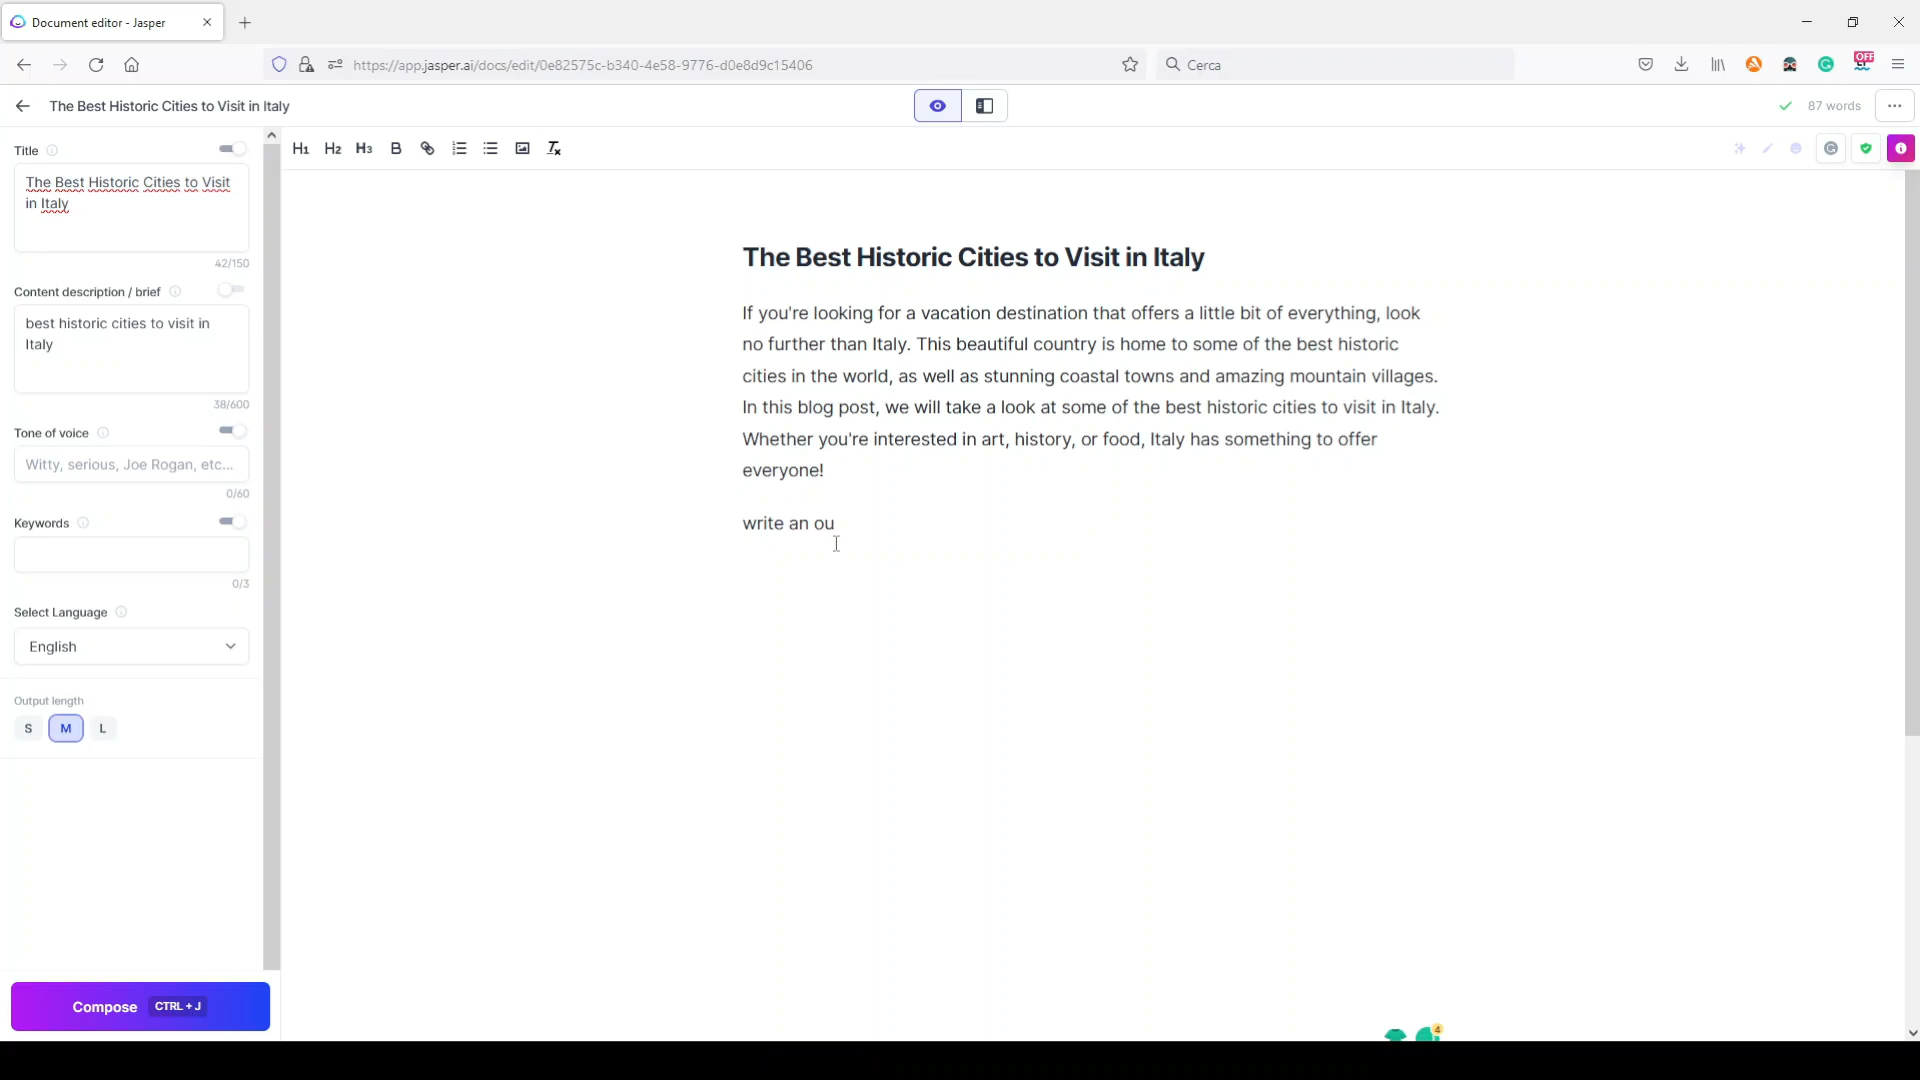 Document editor - Jasper
https://app.jasper.ai/docs/edit/0e82575c-b340-4e58-9776-d0e8d9c15406
Cerca
OFF
The Best Historic Cities to Visit in Italy
87 words
Title
The Best Historic Cities to Visit
in Italy
42/150
Content description / brief
best historic cities to visit in
Italy
38/600
Tone of voice
Witty, serious, Joe Rogan, etc...
0/60
Keywords
0/3
Select Language
English
Output length
S M L
Compose CTRL + J
H1 H2 H3 B
The Best Historic Cities to Visit in Italy
If you're looking for a vacation destination that offers a little bit of everything, look
no further than Italy. This beautiful country is home to some of the best historic
cities in the world, as well as stunning coastal towns and amazing mountain villages.
In this blog post, we will take a look at some of the best historic cities to visit in Italy.
Whether you're interested in art, history, or food, Italy has something to offer
everyone!
write an ou
4